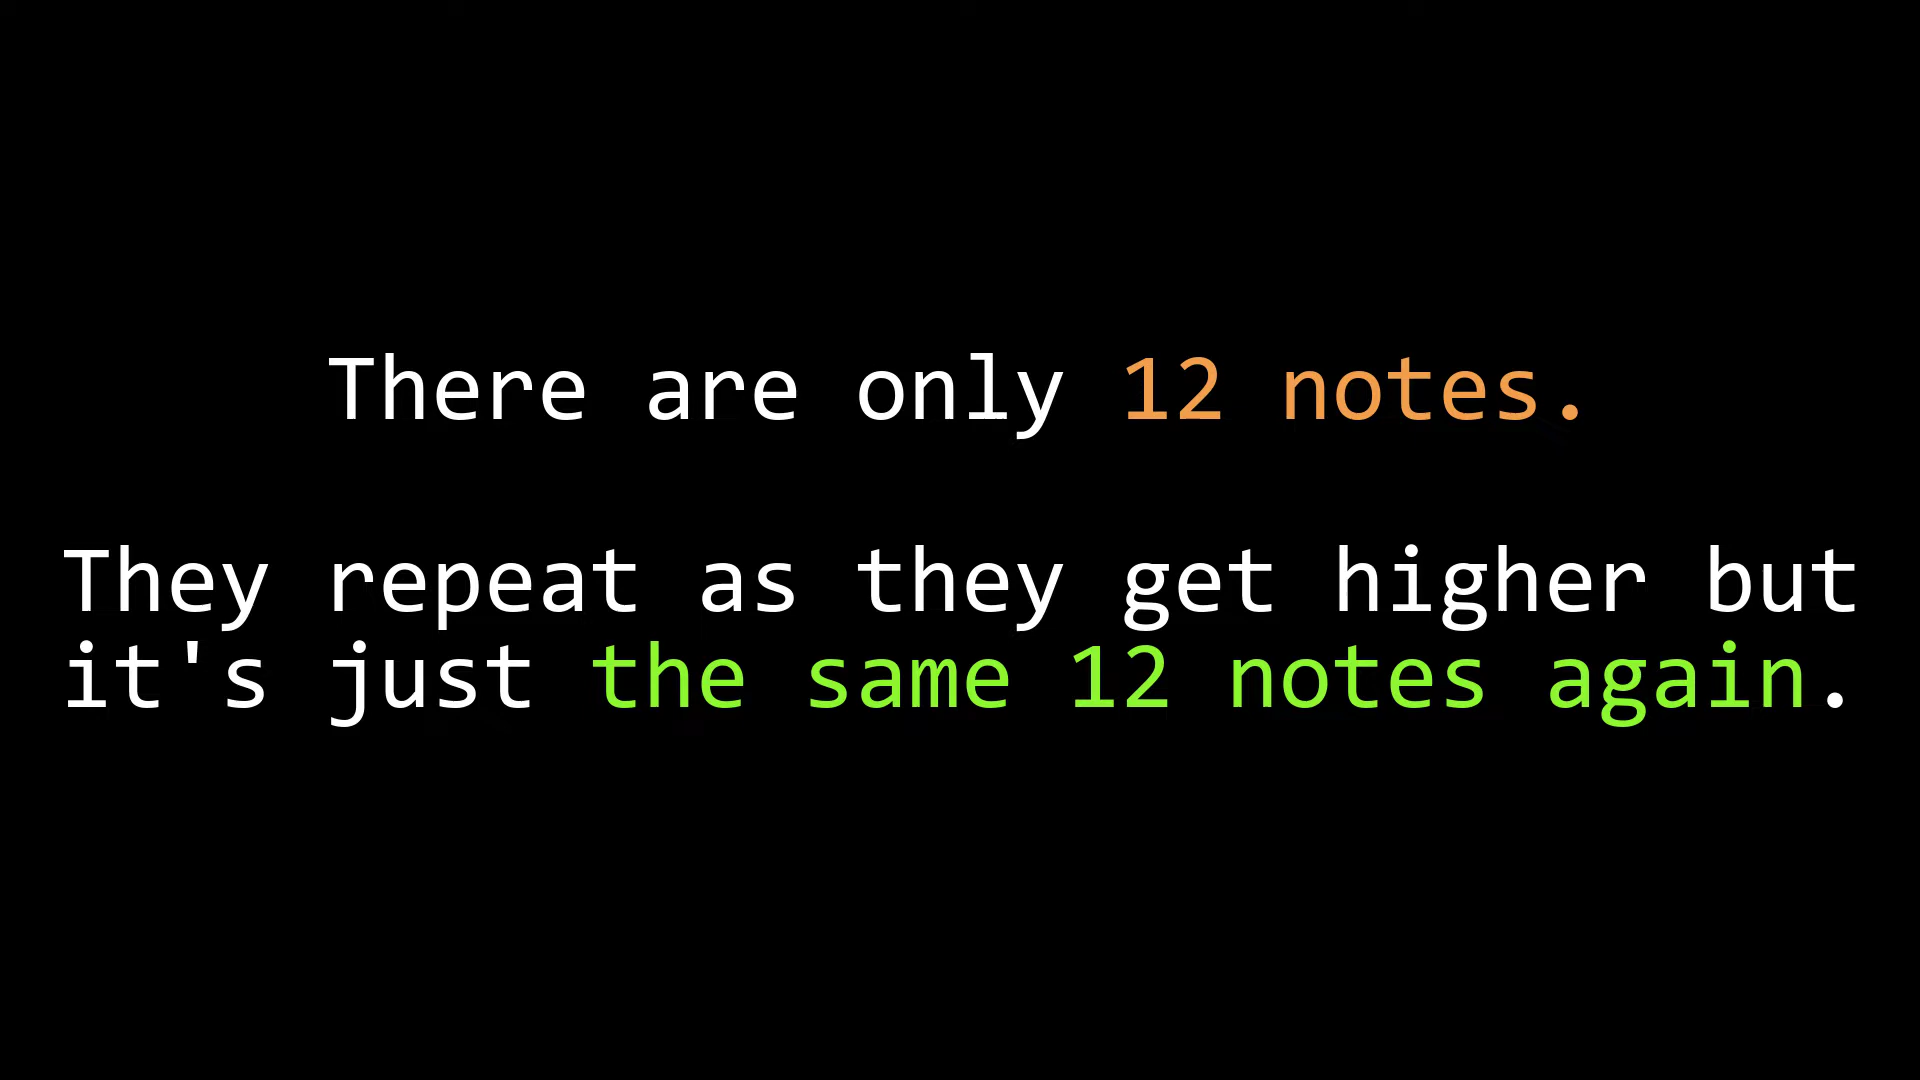 There are only 12 notes.
They repeat as they get higher but
it's just the same 12 notes again.